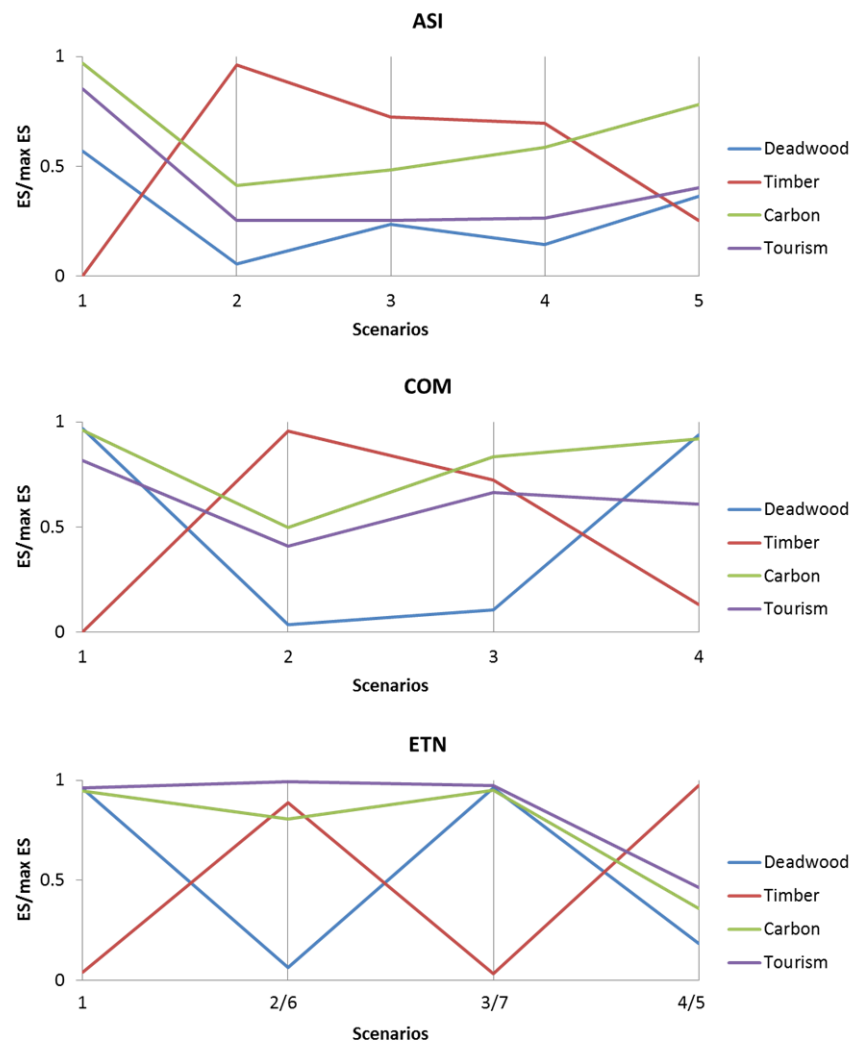 ASI
1
0.5
0
ES/max ES
1 2 3 4 5
Scenarios
Deadwood
Timber
Carbon
Tourism
COM
1
0.5
0
ES/max ES
1 2 3 4
Scenarios
Deadwood
Timber
Carbon
Tourism
ETN
1
0.5
0
ES/max ES
1 2/6 3/7 4/5
Scenarios
Deadwood
Timber
Carbon
Tourism